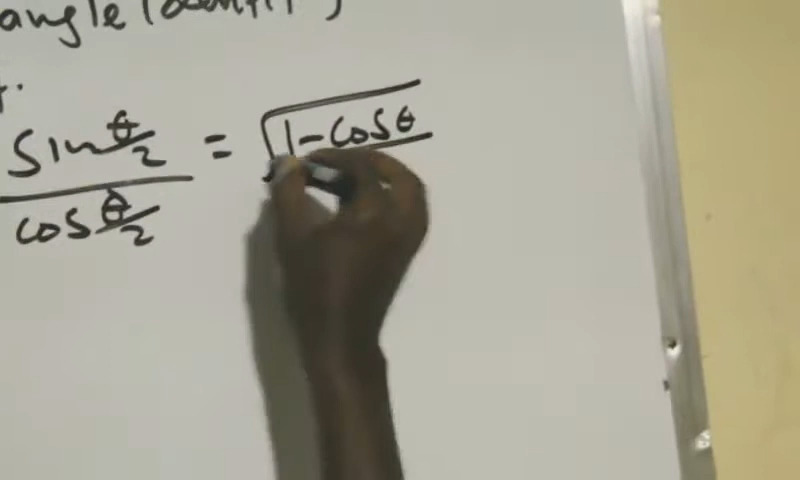 angle
sin θ/2 = √1-cosθ
cos θ/2